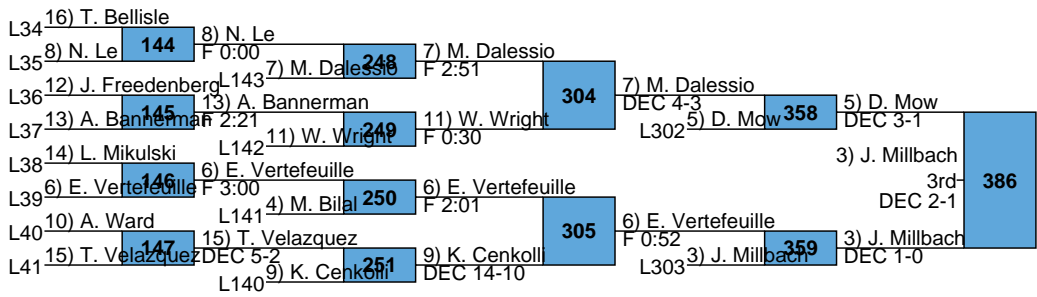 L34 16) T. Bellisle
144
L35 8) N. Le
8) N. Le
F 0:00
248
L143 7) M. Dalessio
7) M. Dalessio
F 2:51
L36 12) J. Freedenberg
145
L37 13) A. Bannerman
13) A. Bannerman
F 2:21
249
L142 11) W. Wright
11) W. Wright
F 0:30
304
7) M. Dalessio
DEC 4-3
358
L302 5) D. Mow
5) D. Mow
DEC 3-1
L38 14) L. Mikulski
146
L39 6) E. Vertefeuille
6) E. Vertefeuille
F 3:00
250
L141 4) M. Bilal
6) E. Vertefeuille
F 2:01
L40 10) A. Ward
147
L41 15) T. Velazquez
15) T. Velazquez
DEC 5-2
251
L140 9) K. Cenkolli
9) K. Cenkolli
DEC 14-10
305
6) E. Vertefeuille
F 0:52
359
L303 3) J. Millbach
3) J. Millbach
DEC 1-0
386
3) J. Millbach
3rd
DEC 2-1